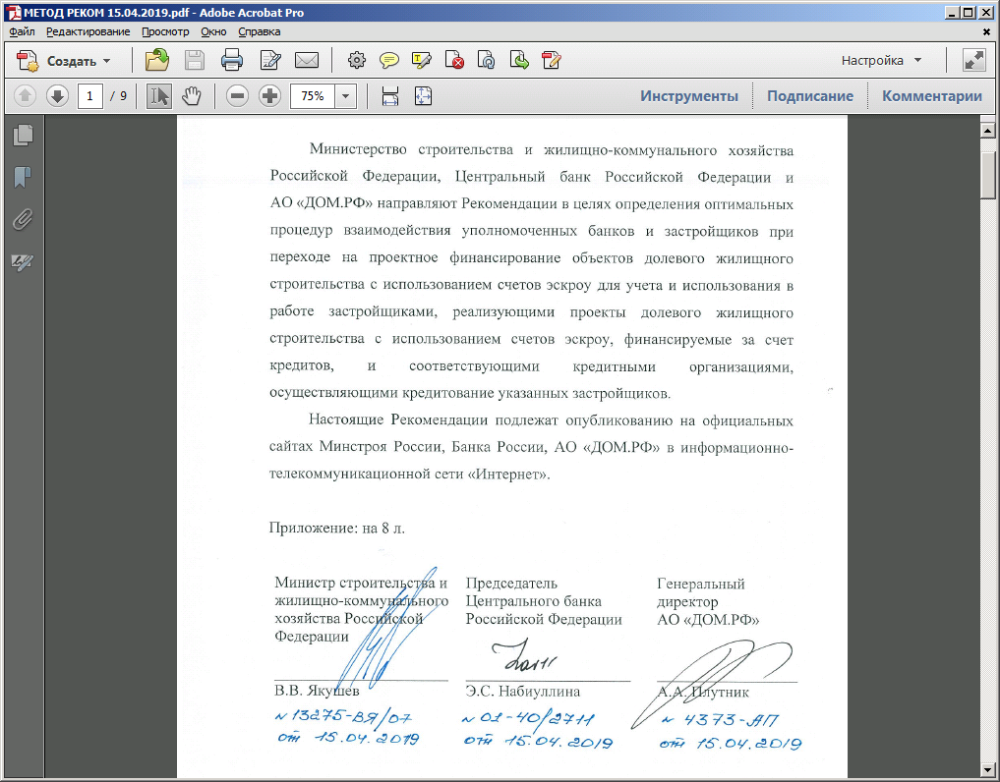 МЕТОД РЕКОМ 15.04.2019.pdf - Adobe Acrobat Pro
Файл Редактирование Просмотр Окно Справка
Создать Настройка
1 / 9 75% Инструменты Подписание Комментарии
Министерство строительства и жилищно-коммунального хозяйства
Российской Федерации, Центральный банк Российской Федерации и
АО «ДОМ.РФ» направляют Рекомендации в целях определения оптимальных
процедур взаимодействия уполномоченных банков и застройщиков при
переходе на проектное финансирование объектов долевого жилищного
строительства с использованием счетов эскроу для учета и использования в
работе застройщиками, реализующими проекты долевого жилищного
строительства с использованием счетов эскроу, финансируемые за счет
кредитов, и соответствующими кредитными организациями,
осуществляющими кредитование указанных застройщиков.
Настоящие Рекомендации подлежат опубликованию на официальных
сайтах Минстроя России, Банка России, АО «ДОМ.РФ» в информационно-
телекоммуникационной сети «Интернет».
Приложение: на 8 л.
Министр строительства и
жилищно-коммунального
хозяйства Российской
Федерации
В.В. Якушев
№13275-ВЯ/07
от 15.04.2019
Председатель
Центрального банка
Российской Федерации
Э.С. Набиуллина
№01-40/2711
от 15.04.2019
Генеральный
директор
АО «ДОМ.РФ»
А.А. Плутник
№ 4373-АП
от 15.04.2019